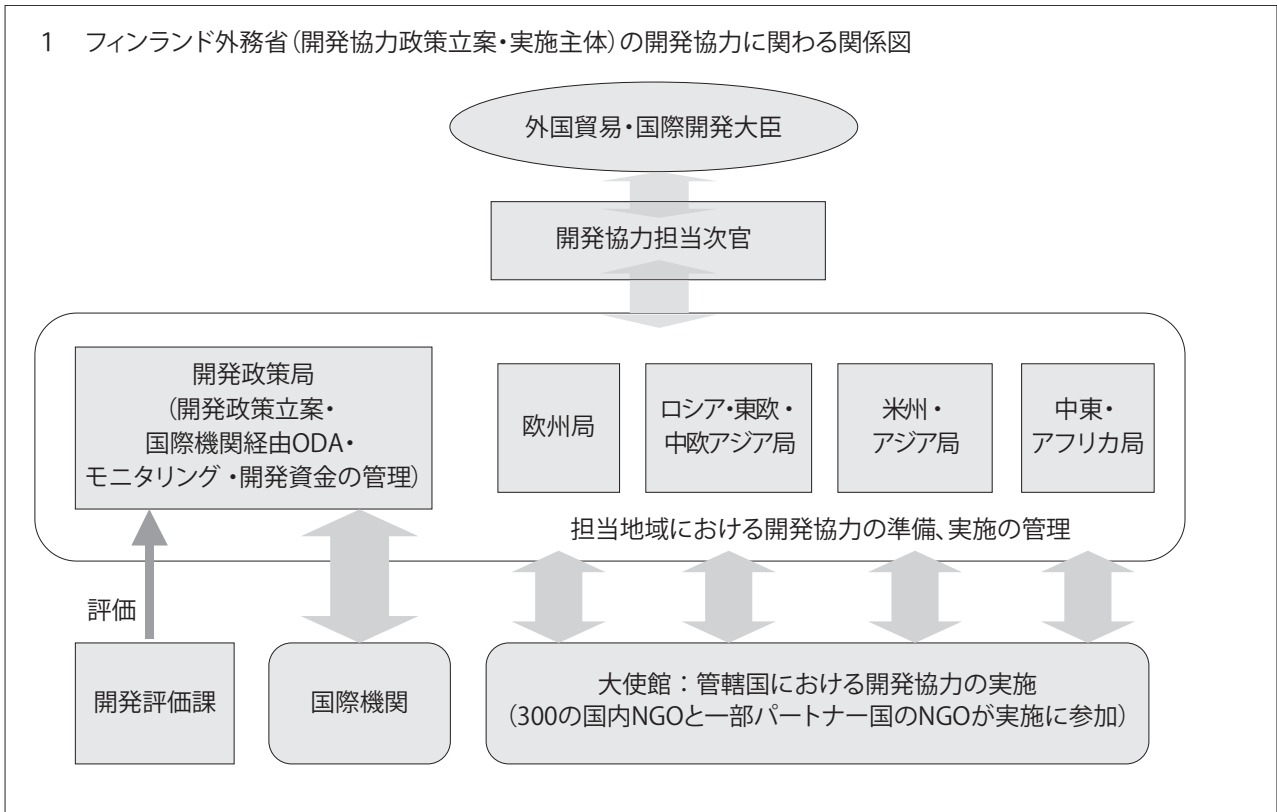 1 フィンランド外務省(開発協力政策立案・実施主体)の開発協力に関わる関係図
外国貿易・国際開発大臣
開発協力担当次官
開発政策局
(開発政策立案・
国際機関経由ODA・
モニタリング・開発資金の管理)
欧州局
ロシア・東欧・
中欧アジア局
米州・
アジア局
中東・
アフリカ局
担当地域における開発協力の準備、実施の管理
評価
開発評価課
国際機関
大使館:管轄国における開発協力の実施
(300の国内NGOと一部パートナー国のNGOが実施に参加)